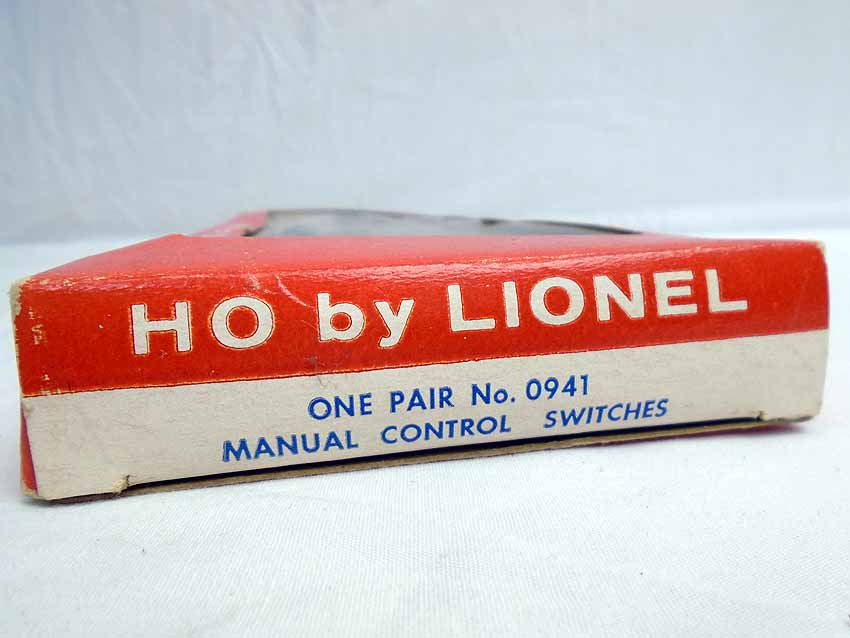 HO by LIONEL
ONE PAIR No. 0941
MANUAL CONTROL SWITCHES